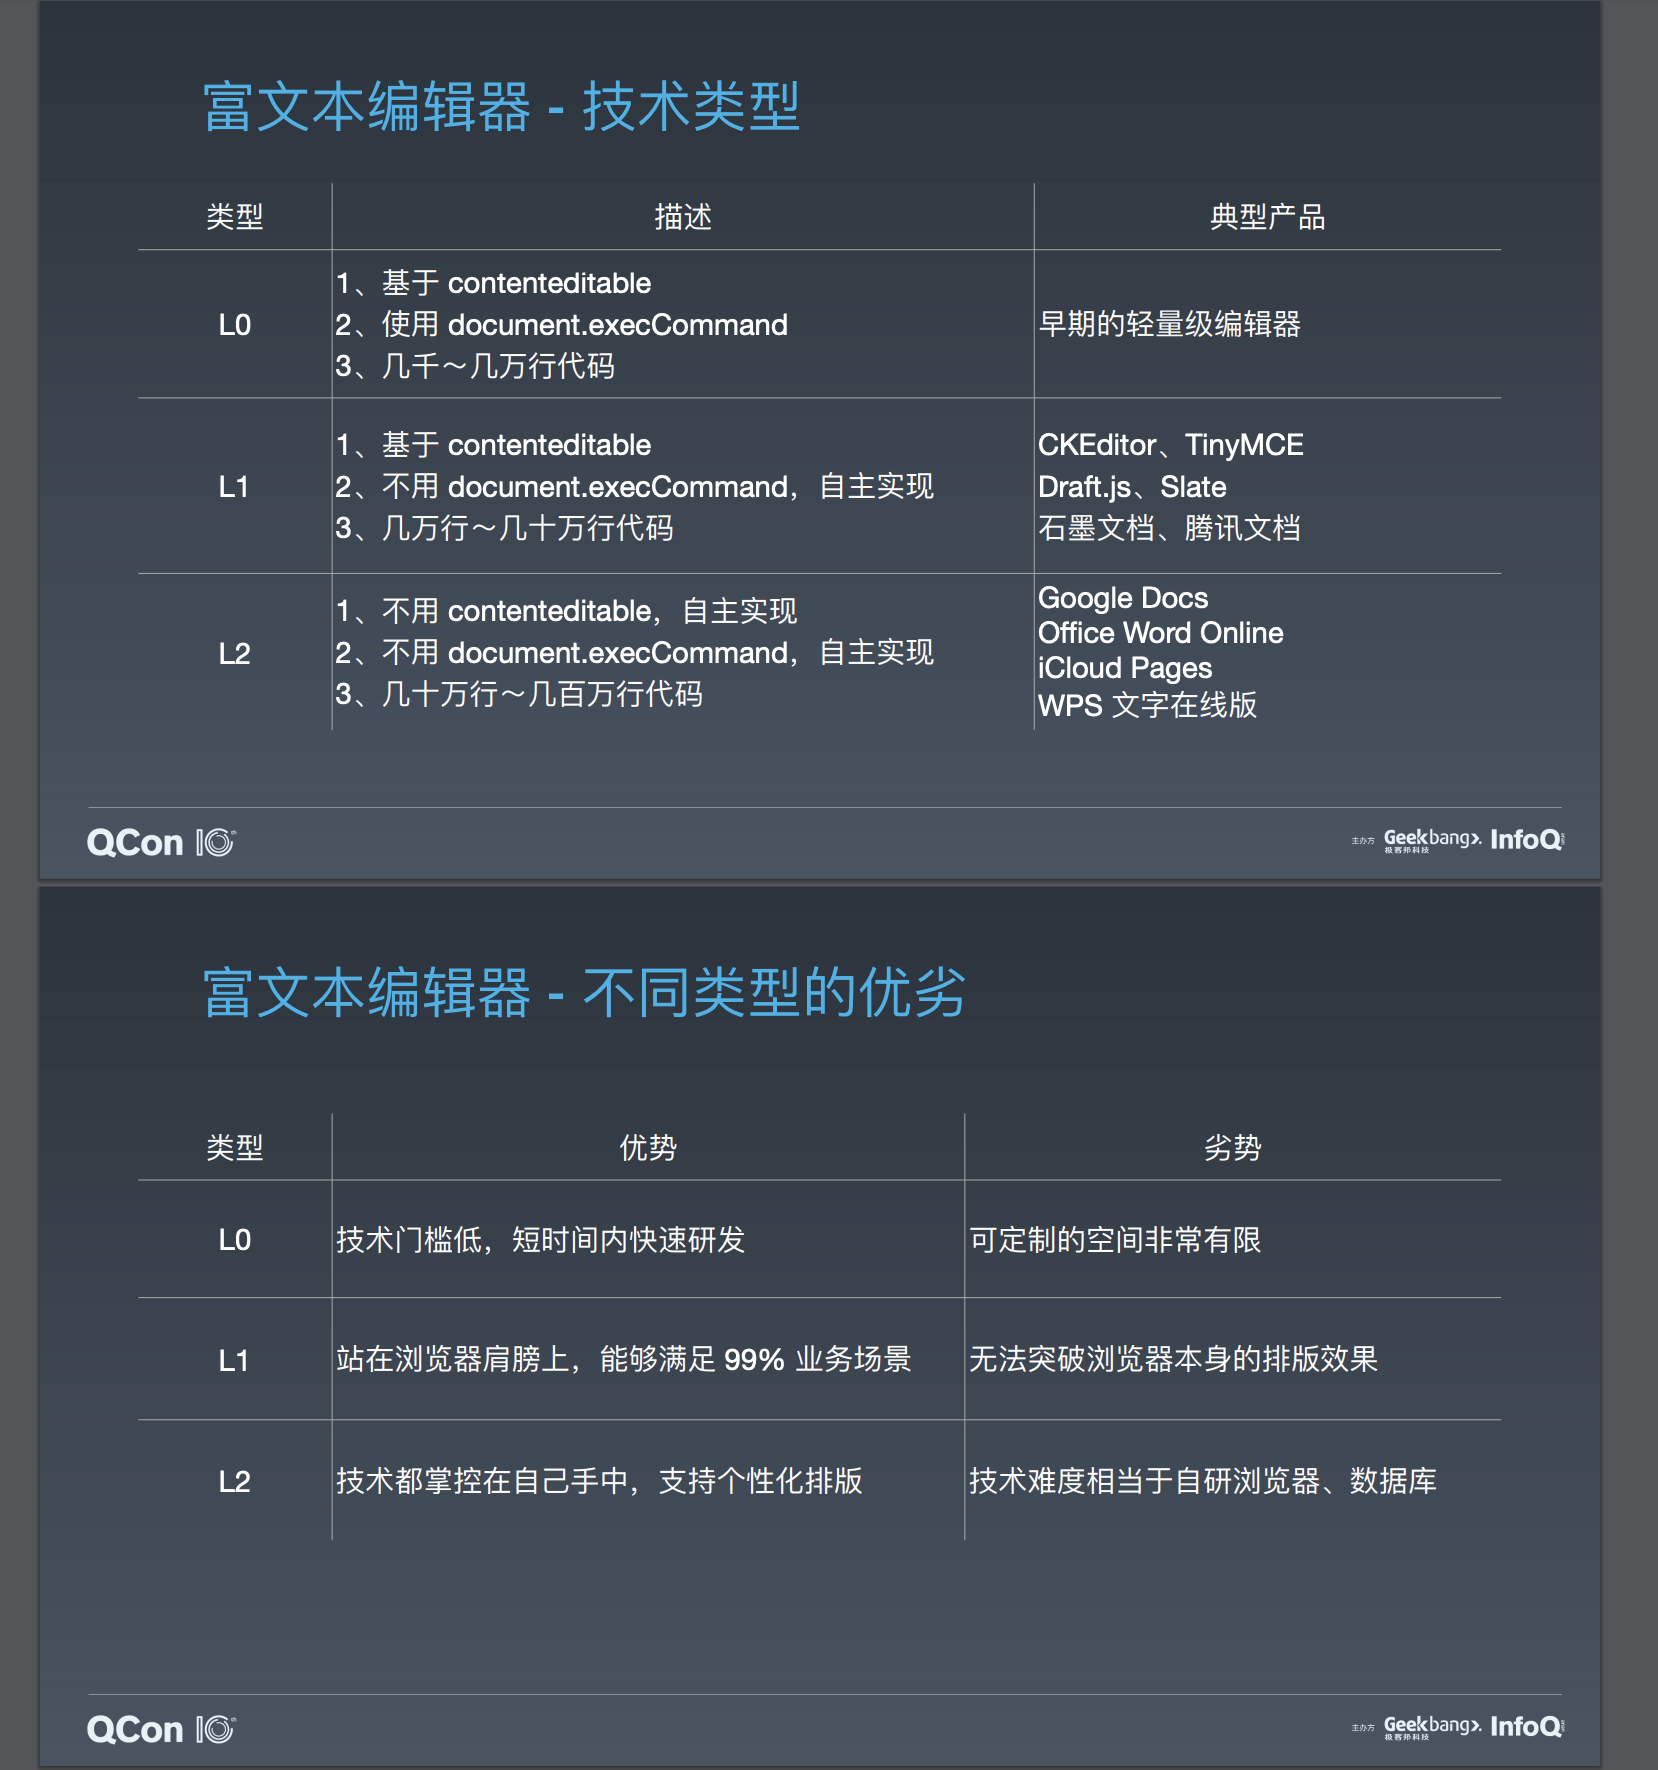 富文本编辑器 - 技术类型
类型
描述
典型产品
L0
1、基于 contenteditable
2、使用 document.execCommand
3、几千～几万行代码
早期的轻量级编辑器
L1
1、基于 contenteditable
2、不用 document.execCommand，自主实现
3、几万行～几十万行代码
CKEditor、TinyMCE
Draft.js、Slate
石墨文档、腾讯文档
L2
1、不用 contenteditable，自主实现
2、不用 document.execCommand，自主实现
3、几十万行～几百万行代码
Google Docs
Office Word Online
iCloud Pages
WPS 文字在线版
QCon 10
主办方 Geekbang>. InfoQ
极客邦科技
富文本编辑器 - 不同类型的优劣
类型
优势
劣势
L0
技术门槛低，短时间内快速研发
可定制的空间非常有限
L1
站在浏览器肩膀上，能够满足 99% 业务场景
无法突破浏览器本身的排版效果
L2
技术都掌控在自己手中，支持个性化排版
技术难度相当于自研浏览器、数据库
QCon 10
主办方 Geekbang>. InfoQ
极客邦科技